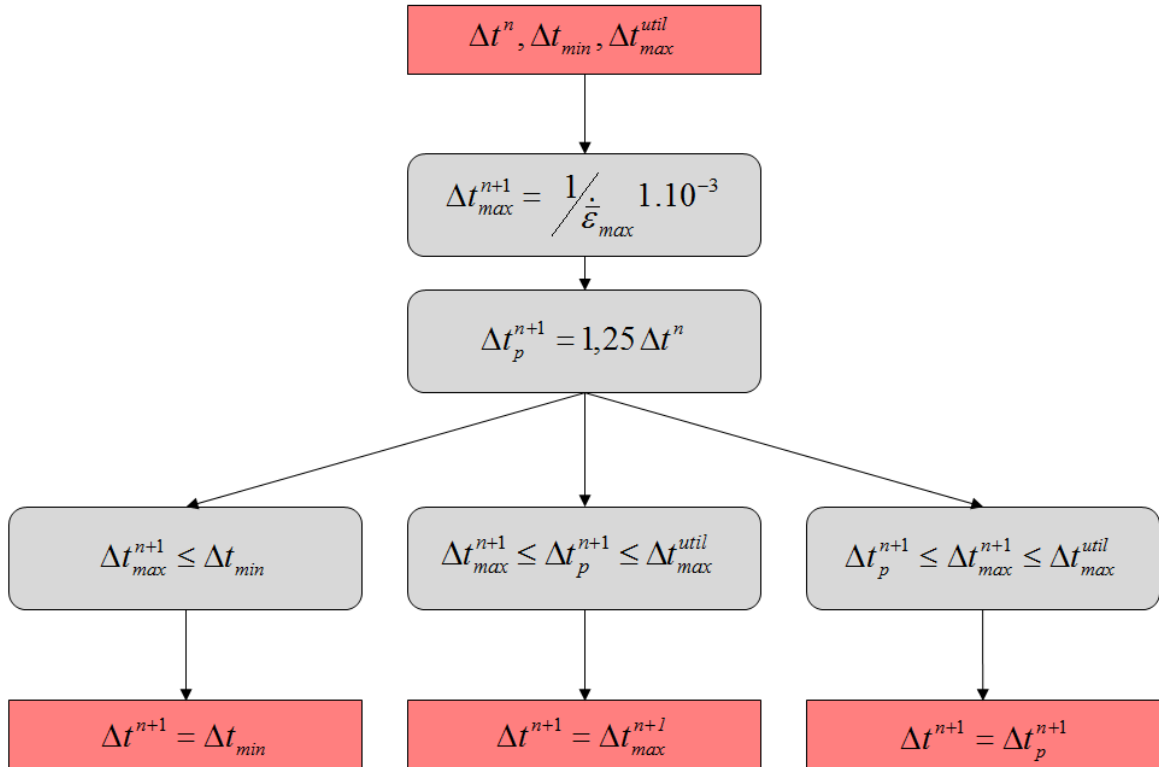 Δtⁿ, Δt_min, Δt_max^util
Δt_max^{n+1} = 1/ε̄̇_max 1.10⁻³
Δt_p^{n+1} = 1,25 Δtⁿ
Δt_max^{n+1} ≤ Δt_min
Δt_max^{n+1} ≤ Δt_p^{n+1} ≤ Δt_max^util
Δt_p^{n+1} ≤ Δt_max^{n+1} ≤ Δt_max^util
Δt^{n+1} = Δt_min
Δt^{n+1} = Δt_max^{n+1}
Δt^{n+1} = Δt_p^{n+1}